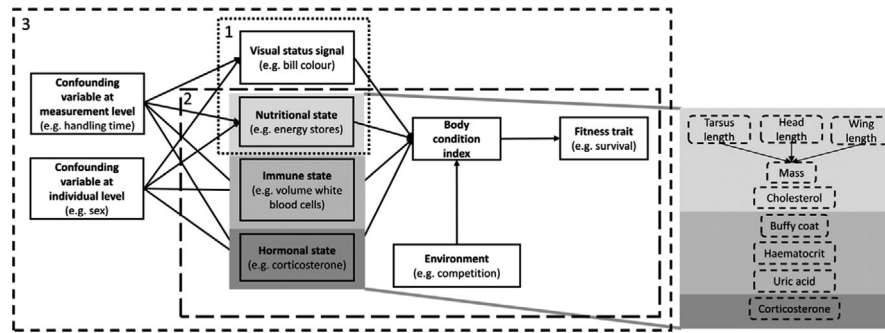 3
1
Visual status signal
(e.g. bill colour)
Confounding
variable at
measurement level
(e.g. handling time)
2
Nutritional state
(e.g. energy stores)
Body
condition
index
Fitness trait
(e.g. survival)
Confounding
variable at
individual level
(e.g. sex)
Immune state
(e.g. volume white
blood cells)
Hormonal state
(e.g. corticosterone)
Environment
(e.g. competition)
Tarsus
length
Head
length
Wing
length
Mass
Cholesterol
Buffy coat
Haematocrit
Uric acid
Corticosterone